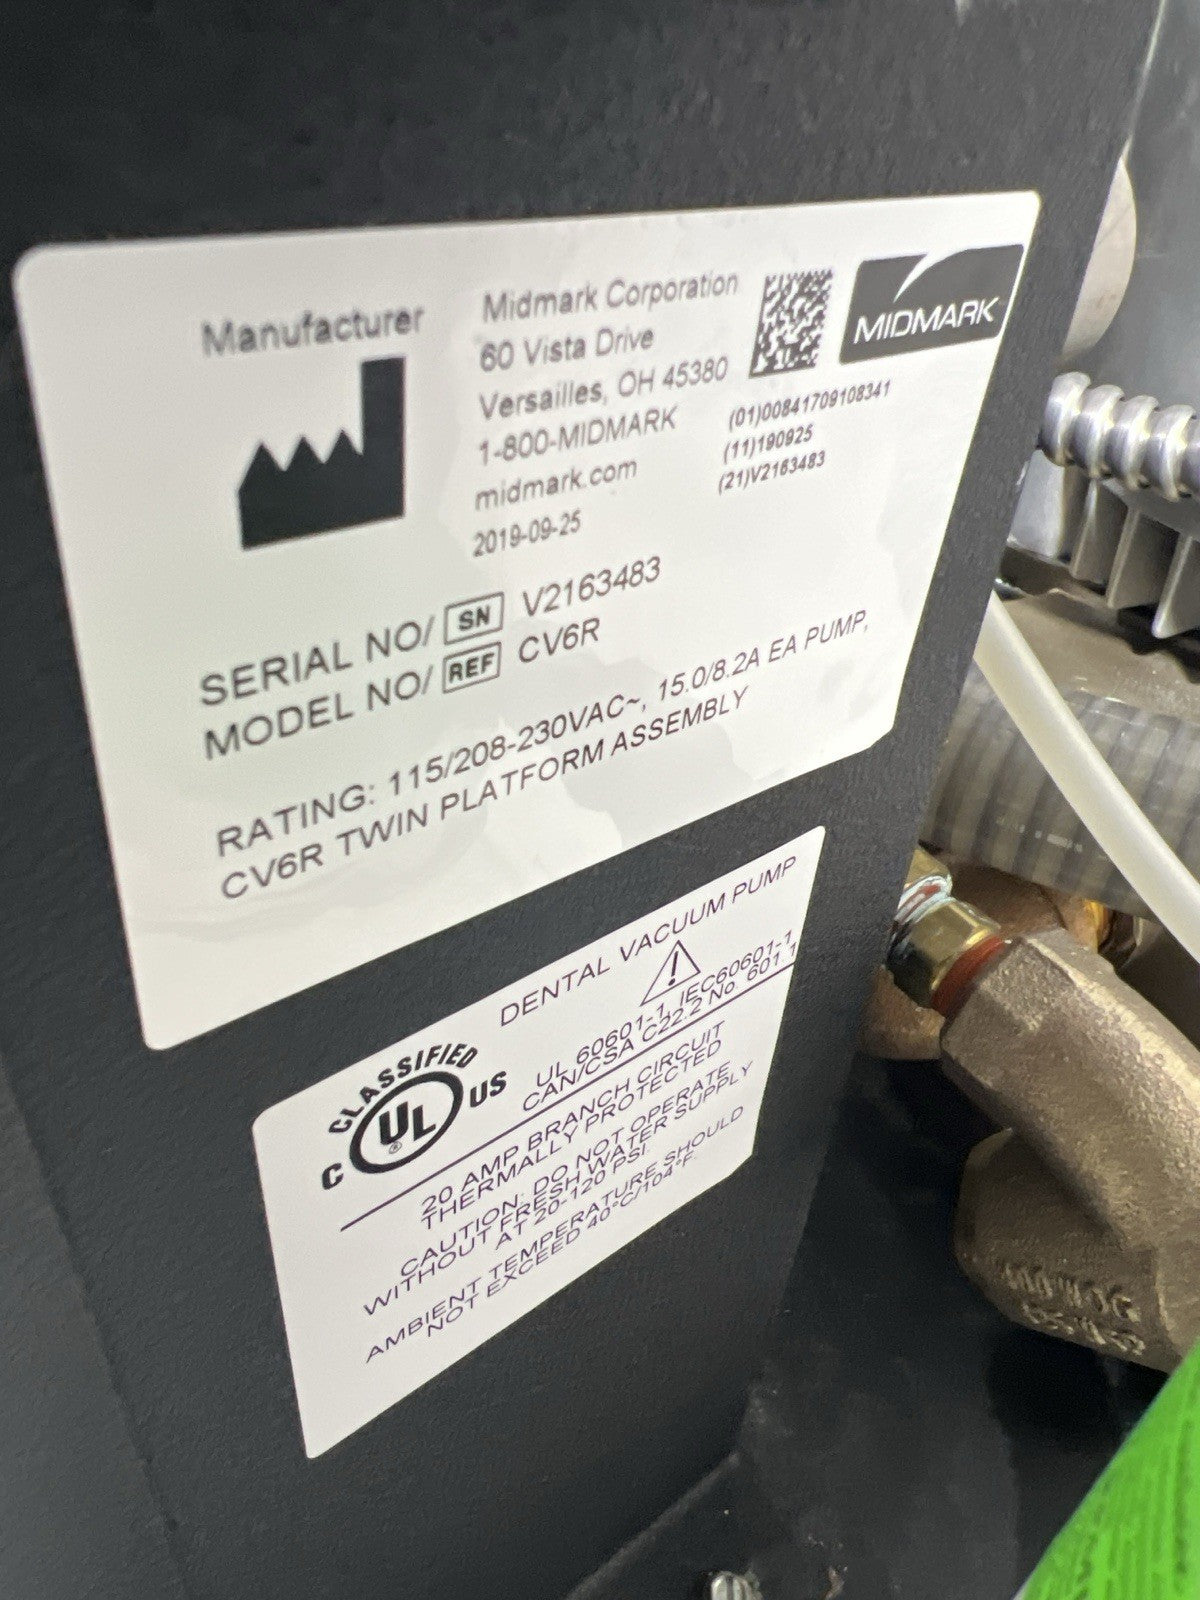 Manufacturer
Midmark Corporation
60 Vista Drive
Versailles, OH 45380
1-800-MIDMARK
midmark.com
2019-09-25
MIDMARK
(01)00841709108341
(11)190925
(21)V2163483
SERIAL NO/ SN V2163483
MODEL NO/ REF CV6R
RATING: 115/208-230VAC~, 15.0/8.2A EA PUMP,
CV6R TWIN PLATFORM ASSEMBLY
DENTAL VACUUM PUMP
CLASSIFIED
C UL US
®
UL 60601-1, IEC60601-1
CAN/CSA C22.2 No. 601.1
20 AMP BRANCH CIRCUIT
THERMALLY PROTECTED
CAUTION: DO NOT OPERATE
WITHOUT FRESH WATER SUPPLY
AT 20-120 PSI.
AMBIENT TEMPERATURE SHOULD
NOT EXCEED 40°C/104°F.